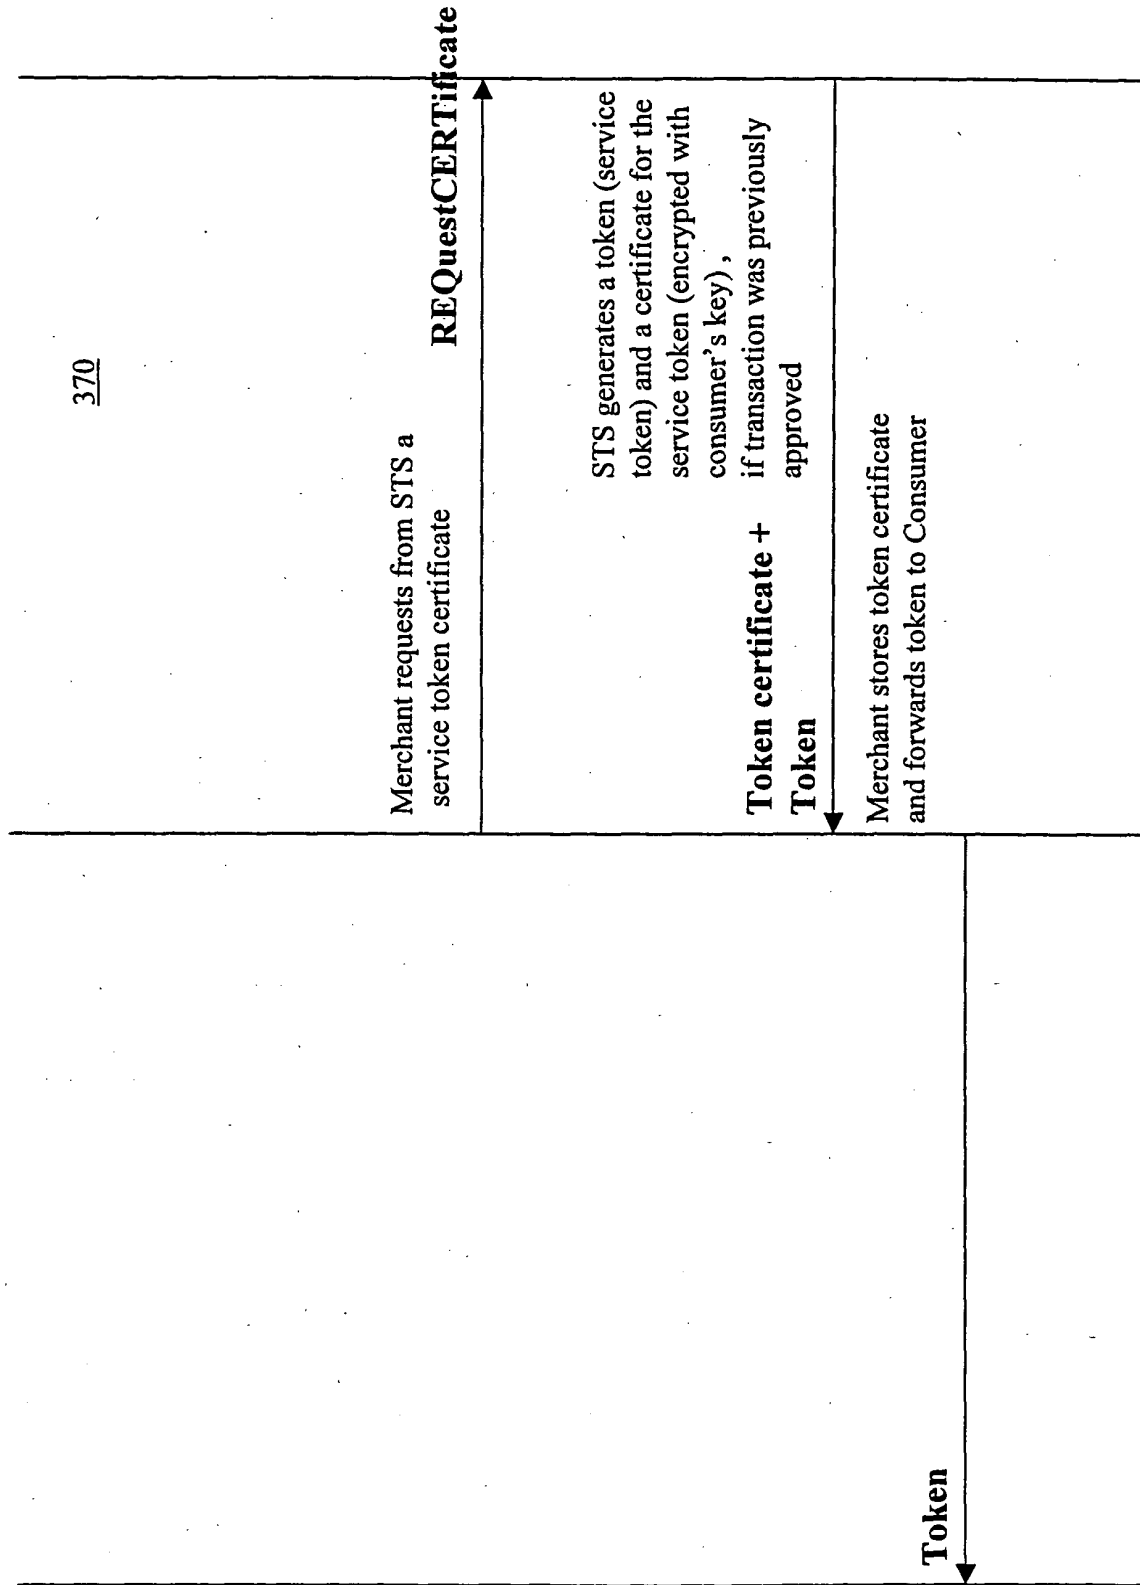 370
Merchant requests from STS a
service token certificate
REQuestCERTificate
STS generates a token (service
token) and a certificate for the
service token (encrypted with
consumer's key),
if transaction was previously
approved
Token certificate +
Token
Merchant stores token certificate
and forwards token to Consumer
Token